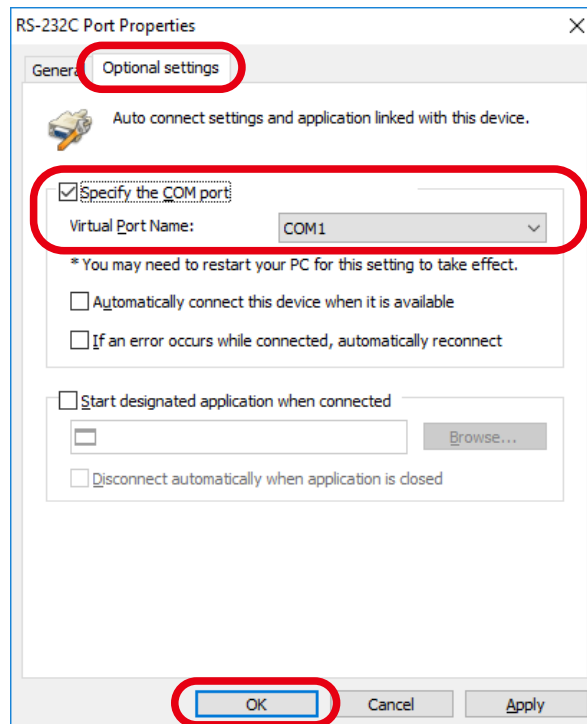 RS-232C Port Properties
General Optional settings
Auto connect settings and application linked with this device.
Specify the COM port
Virtual Port Name: COM1
* You may need to restart your PC for this setting to take effect.
Automatically connect this device when it is available
If an error occurs while connected, automatically reconnect
Start designated application when connected
Browse...
Disconnect automatically when application is closed
OK Cancel Apply